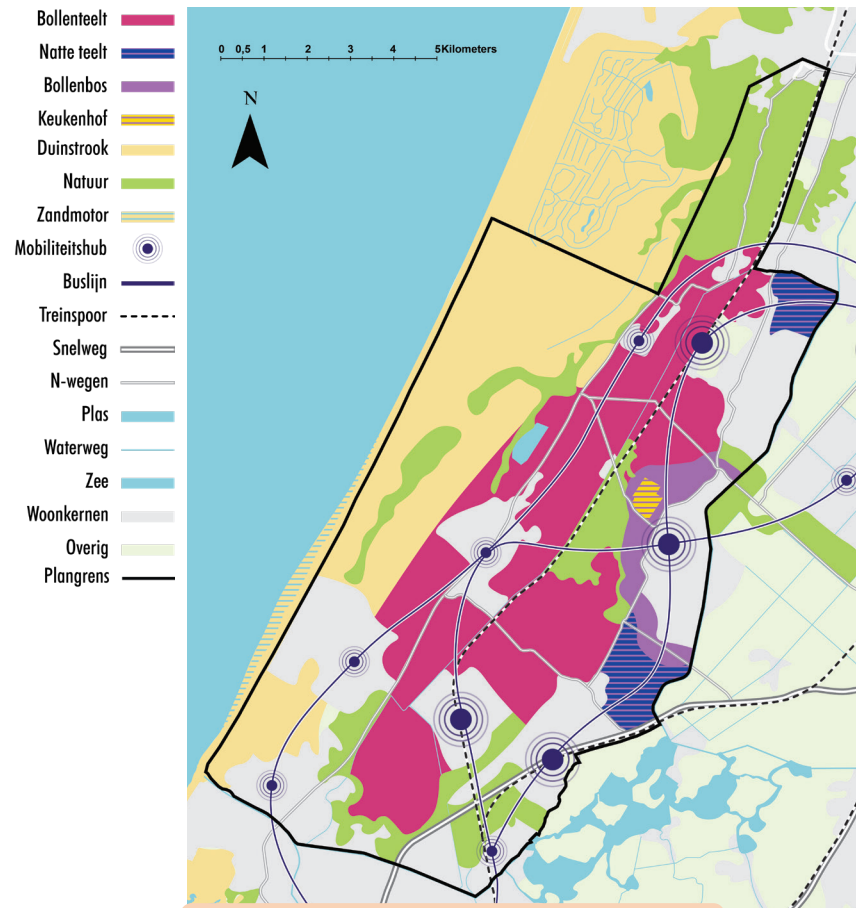 Bollenteelt
Natte teelt
Bollenbos
Keukenhof
Duinstrook
Natuur
Zandmotor
Mobiliteitshub
Buslijn
Treinspoor
Snelweg
N-wegen
Plas
Waterweg
Zee
Woonkernen
Overig
Plangrens
0 0,5 1 2 3 4 5 Kilometers
N